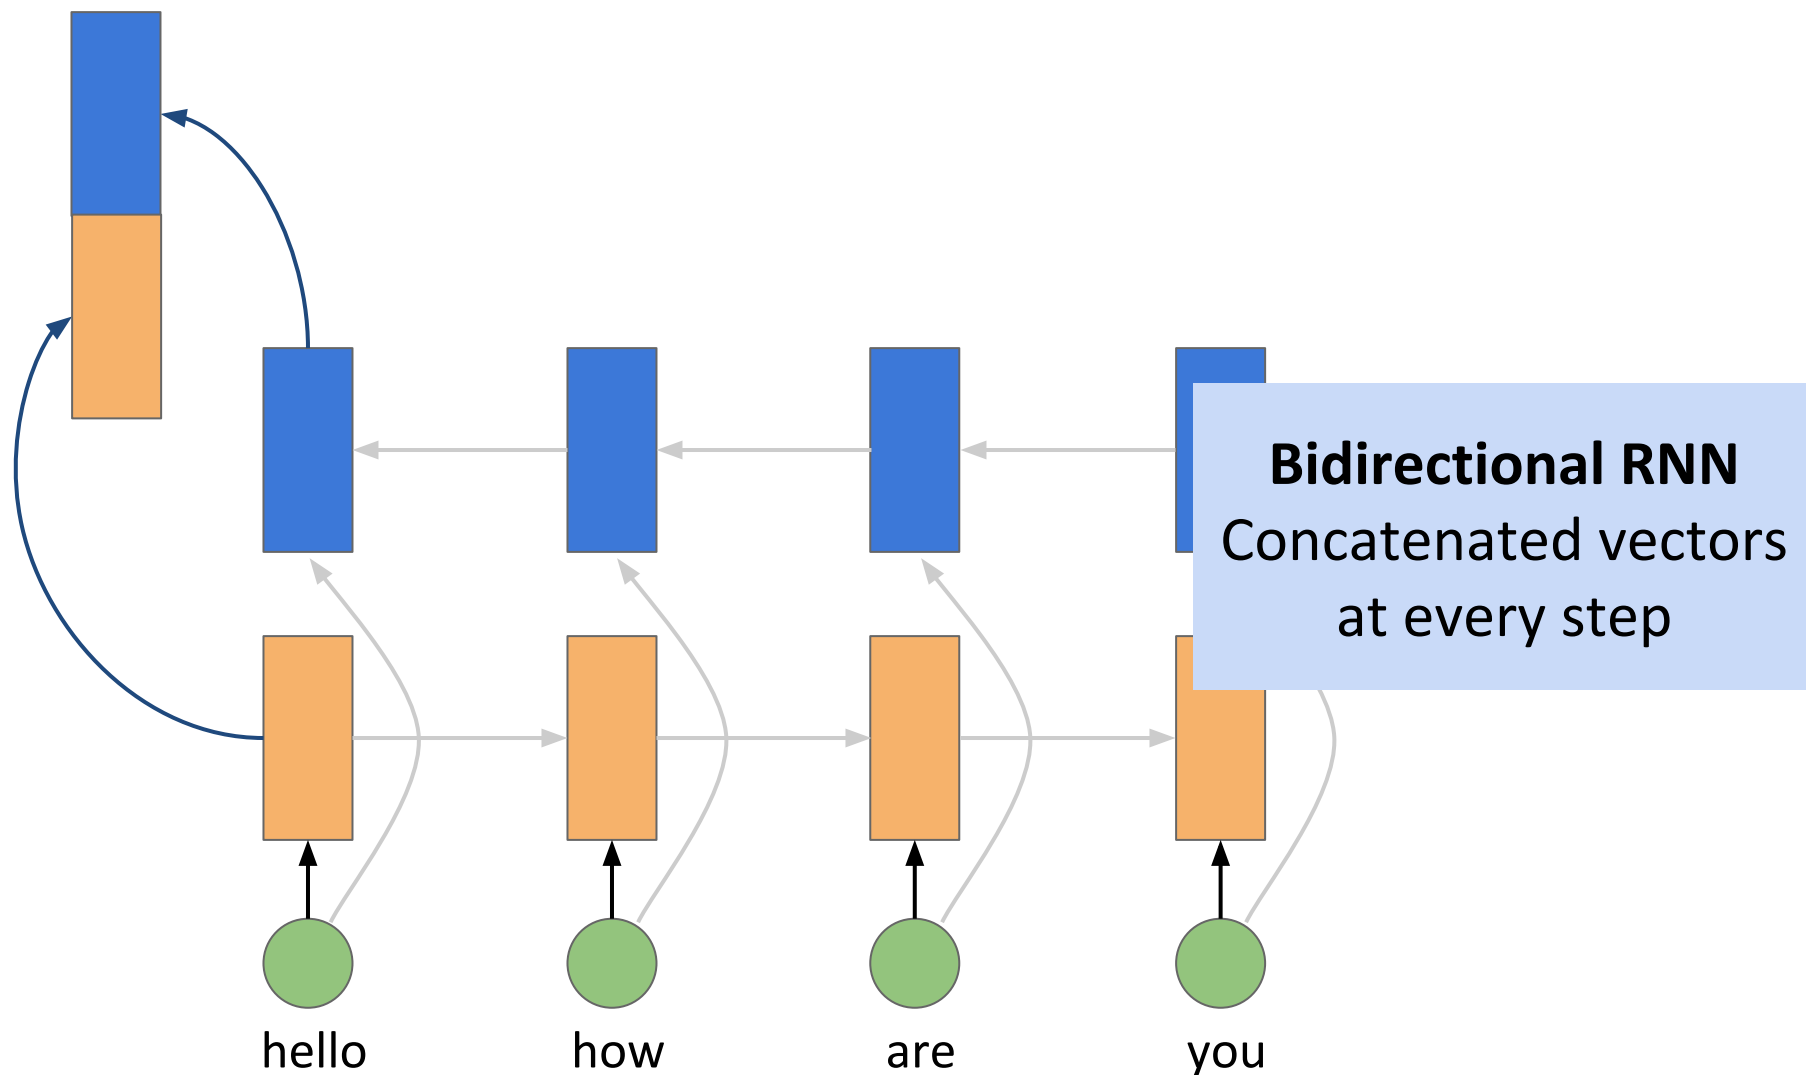 Bidirectional RNN
Concatenated vectors
at every step
hello how are you